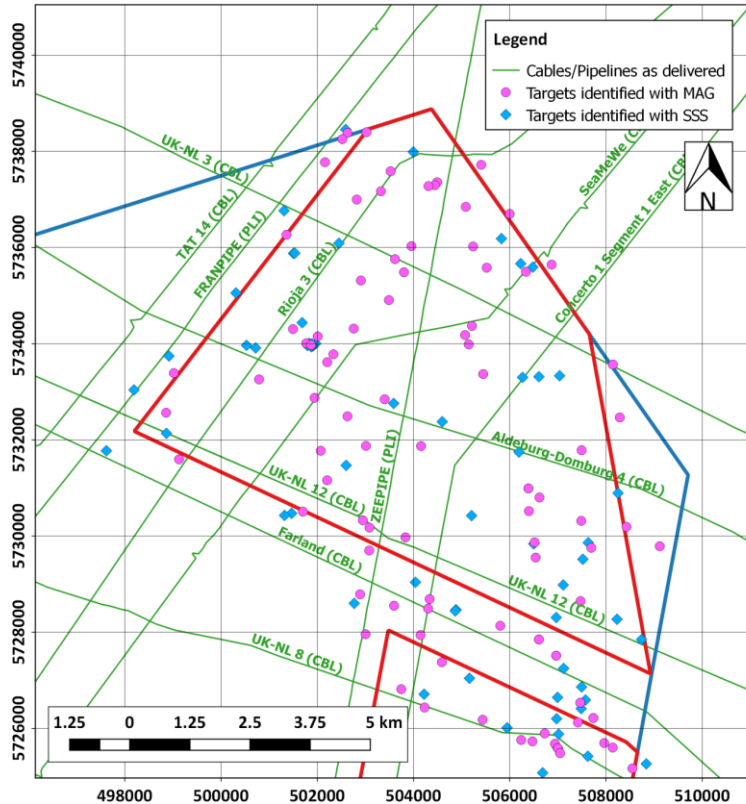 Legend
Cables/Pipelines as delivered
Targets identified with MAG
Targets identified with SSS
N
5740000
5738000
5736000
5734000
5732000
5730000
5728000
5726000
UK-NL 3 (CBL)
TAT 14 (CBL)
FRANPIPE (PLI)
Rioja 3 (CBL)
SeaMeWe (C
Concerto 1 Segment 1 East (CB
Aldeburg-Domburg 4 (CBL)
ZEEPIPE (PLI)
UK-NL 12 (CBL)
Farland (CBL)
UK-NL 12 (CBL)
UK-NL 8 (CBL)
1.25 0 1.25 2.5 3.75 5 km
498000 500000 502000 504000 506000 508000 510000